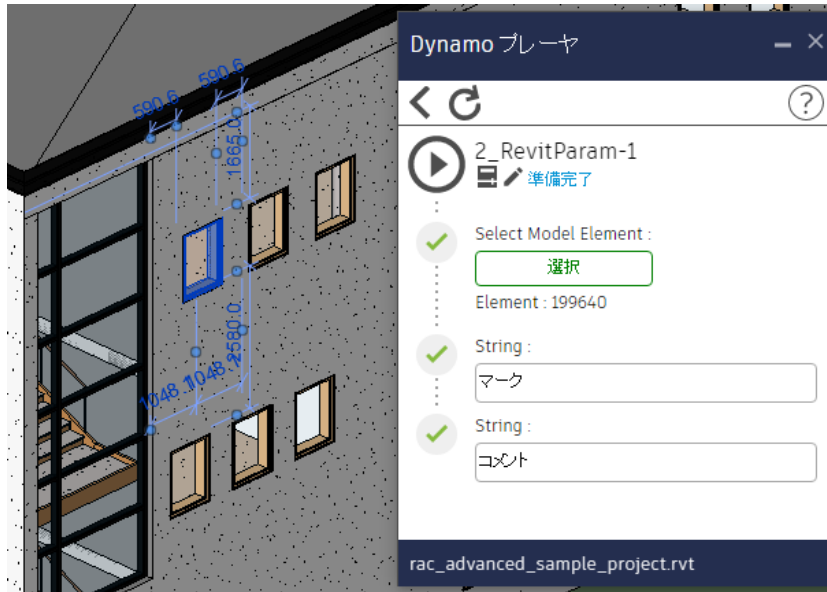 590.6
590.6
1665.0
2580.0
1048.1
Dynamo プレーヤ
?
2_RevitParam-1
準備完了
Select Model Element :
選択
Element : 199640
String :
マーク
String :
コメント
rac_advanced_sample_project.rvt